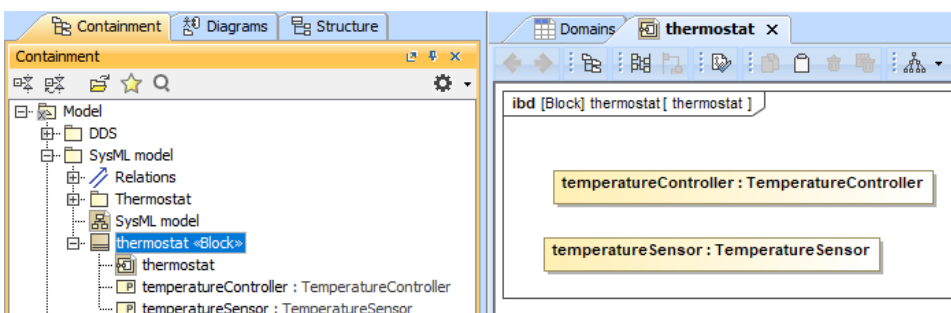 Containment Diagrams Structure
Containment
Model
DDS
SysML model
Relations
Thermostat
SysML model
thermostat «Block»
thermostat
P temperatureController : TemperatureController
P temperatureSensor : TemperatureSensor
Domains thermostat X
ibd [Block] thermostat[ thermostat ]
temperatureController : TemperatureController
temperatureSensor : TemperatureSensor